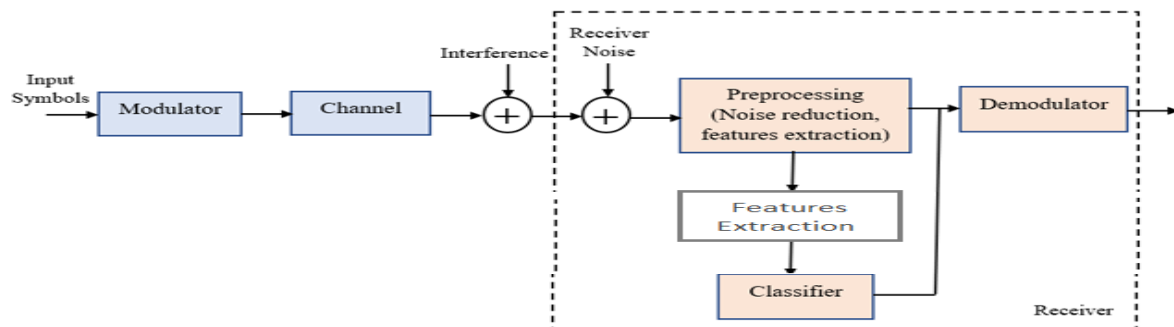 Input
Symbols
Modulator
Channel
Interference
Receiver
Noise
Preprocessing
(Noise reduction,
features extraction)
Demodulator
Features
Extraction
Classifier
Receiver